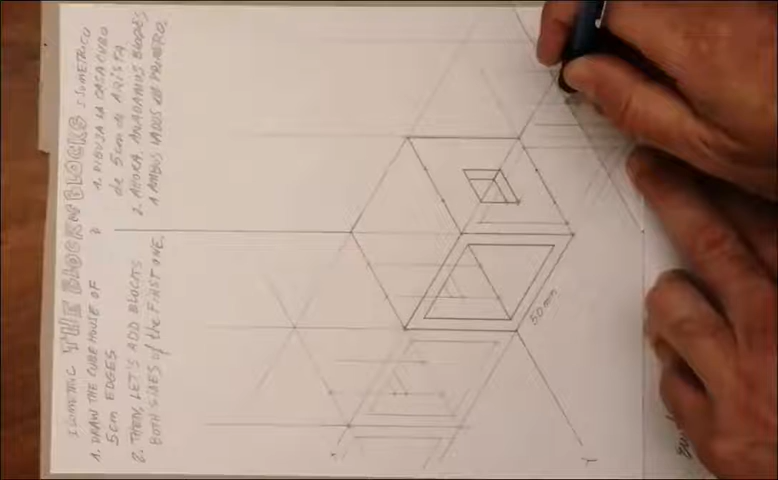 ISOMETRIC THE BLOCK BLOCKS ISOMETRICO
1. DRAW THE CUBE HOUSE OF
5cm EDGES
2. THEN, LET'S ADD BLOCKS
BOTH SIDES of the FIRST ONE.
1. DIBUJA LA CASA CUBO
de 5cm de ARISTA
2. AHORA, AÑADAMOS BLOQUES
A AMBOS LADOS del PRIMERO.
50 mm
Y